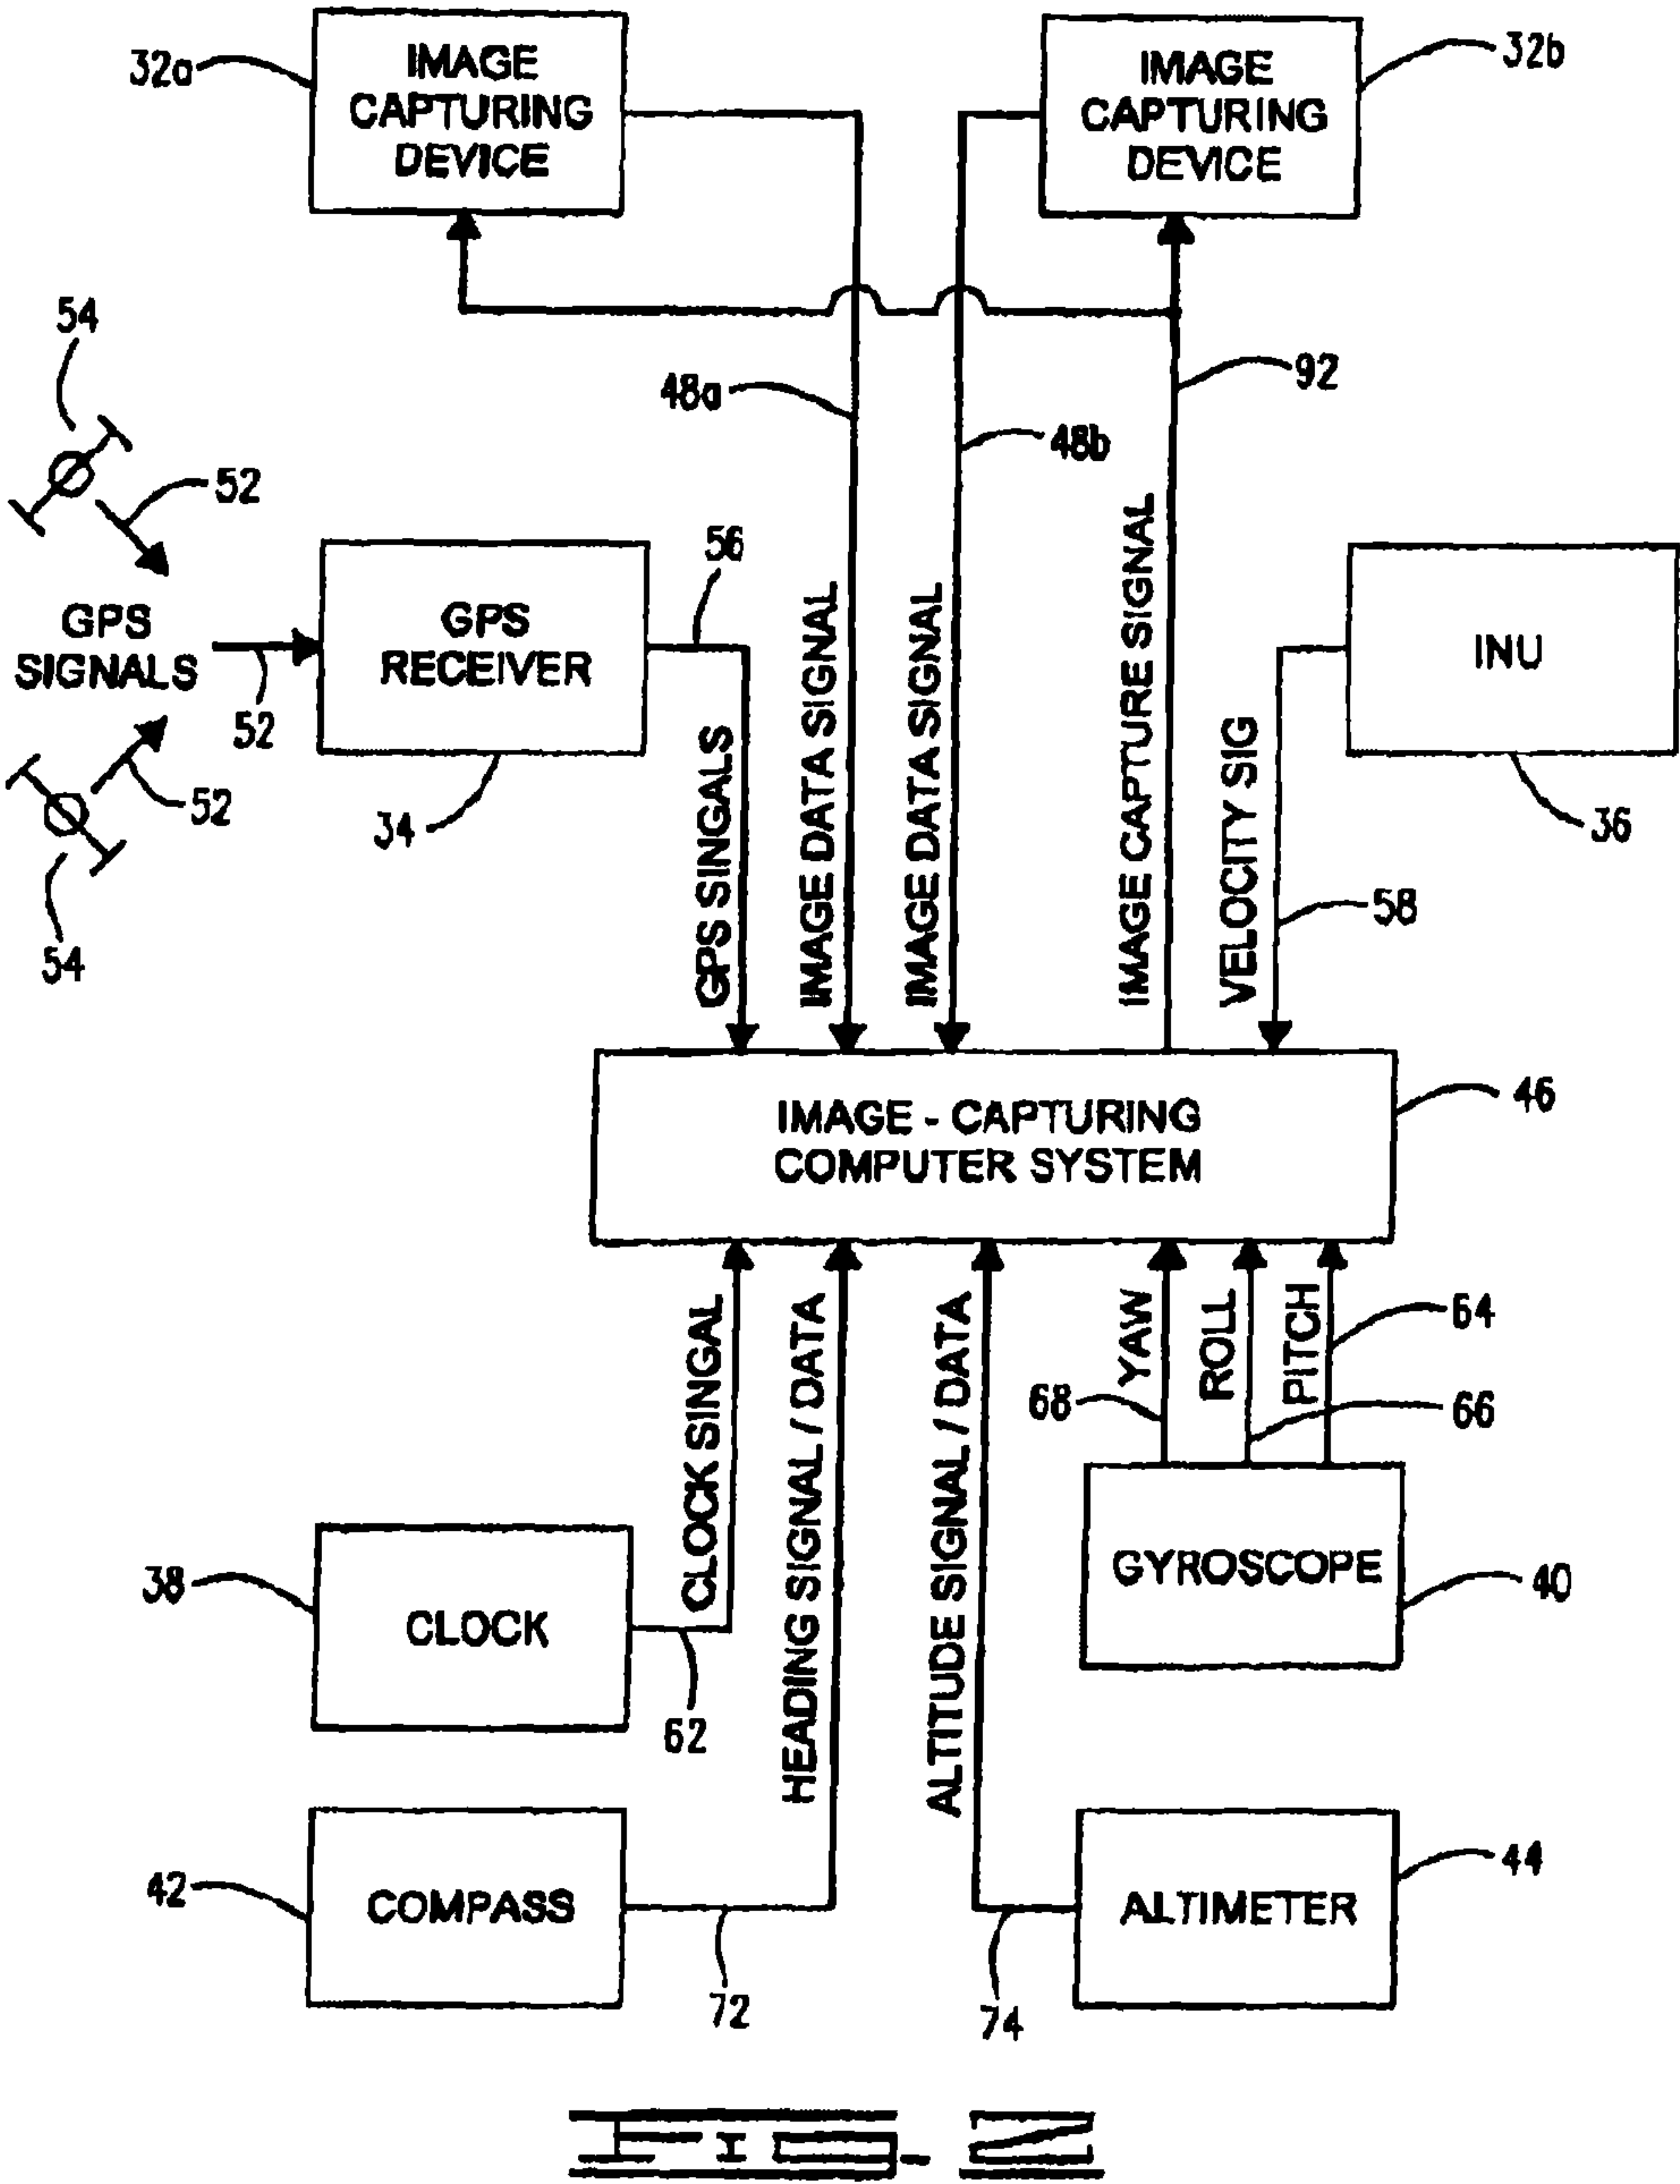 32a
IMAGE
CAPTURING
DEVICE
IMAGE
CAPTURING
DEVICE
32b
54
92
48a
48b
52
56
GPS
SIGNALS
GPS
RECEIVER
INU
52
52
34
36
54
58
GPS SINGALS
IMAGE DATA SIGNAL
IMAGE DATA SIGNAL
IMAGE CAPTURE SIGNAL
VELOCITY SIG
IMAGE - CAPTURING
COMPUTER SYSTEM
46
CLOCK SINGAL
HEADING SIGNAL / DATA
ALTITUDE SIGNAL / DATA
YAW
ROLL
PITCH
64
68
66
38
CLOCK
GYROSCOPE
40
62
42
COMPASS
ALTIMETER
44
72
74
FIG. 2